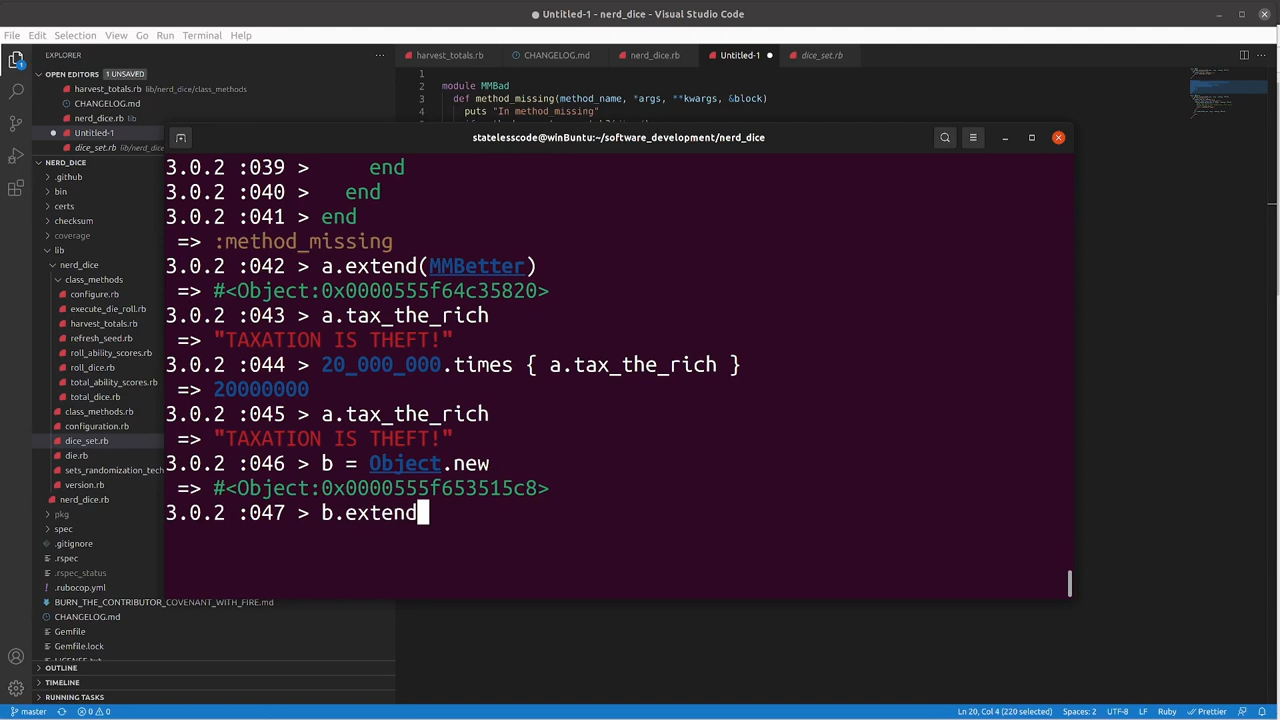 Untitled-1 - nerd_dice - Visual Studio Code
File Edit Selection View Go Run Terminal Help
EXPLORER
harvest_totals.rb CHANGELOG.md nerd_dice.rb Untitled-1 dice_set.rb
OPEN EDITORS 1 UNSAVED
harvest_totals.rb lib/nerd_dice/class_methods
CHANGELOG.md
nerd_dice.rb lib
Untitled-1
dice_set.rb lib/nerd_dice
NERD_DICE
.github
bin
certs
checksum
coverage
lib
nerd_dice
class_methods
configure.rb
execute_die_roll.rb
harvest_totals.rb
refresh_seed.rb
roll_ability_scores.rb
roll_dice.rb
total_ability_scores.rb
total_dice.rb
class_methods.rb
configuration.rb
dice_set.rb
die.rb
sets_randomization_tech
version.rb
nerd_dice.rb
pkg
spec
.gitignore
.rspec
.rspec_status
.rubocop.yml
BURN_THE_CONTRIBUTOR_COVENANT_WITH_FIRE.md
CHANGELOG.md
Gemfile
Gemfile.lock
OUTLINE
TIMELINE
RUNNING TASKS
1
2 module MMBad
3 def method_missing(method_name, *args, **kwargs, &block)
4 puts "In method_missing"
statelesscode@winBuntu:~/software_development/nerd_dice
3.0.2 :039 > end
3.0.2 :040 > end
3.0.2 :041 > end
=> :method_missing
3.0.2 :042 > a.extend(MMBetter)
=> #<Object:0x0000555f64c35820>
3.0.2 :043 > a.tax_the_rich
=> "TAXATION IS THEFT!"
3.0.2 :044 > 20_000_000.times { a.tax_the_rich }
=> 20000000
3.0.2 :045 > a.tax_the_rich
=> "TAXATION IS THEFT!"
3.0.2 :046 > b = Object.new
=> #<Object:0x0000555f653515c8>
3.0.2 :047 > b.extend
master 0 0 Ln 20, Col 4 (220 selected) Spaces: 2 UTF-8 LF Ruby Prettier